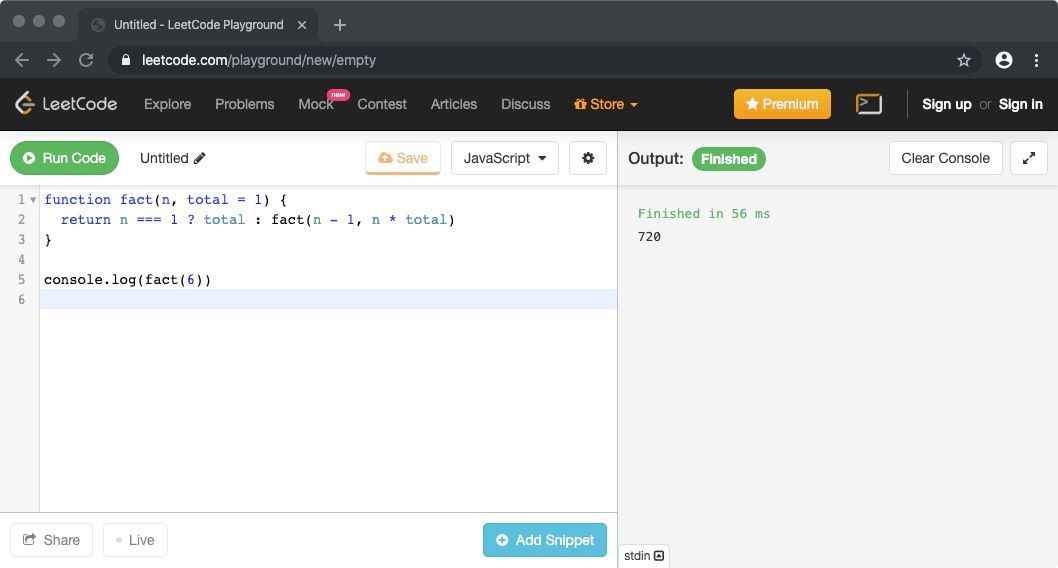 Untitled - LeetCode Playground
leetcode.com/playground/new/empty
LeetCode Explore Problems Mock new Contest Articles Discuss Store Premium Sign up or Sign in
Run Code Untitled Save JavaScript
Output: Finished Clear Console
1 function fact(n, total = 1) {
2   return n === 1 ? total : fact(n - 1, n * total)
3 }
4
5 console.log(fact(6))
6
Finished in 56 ms
720
Share Live Add Snippet
stdin